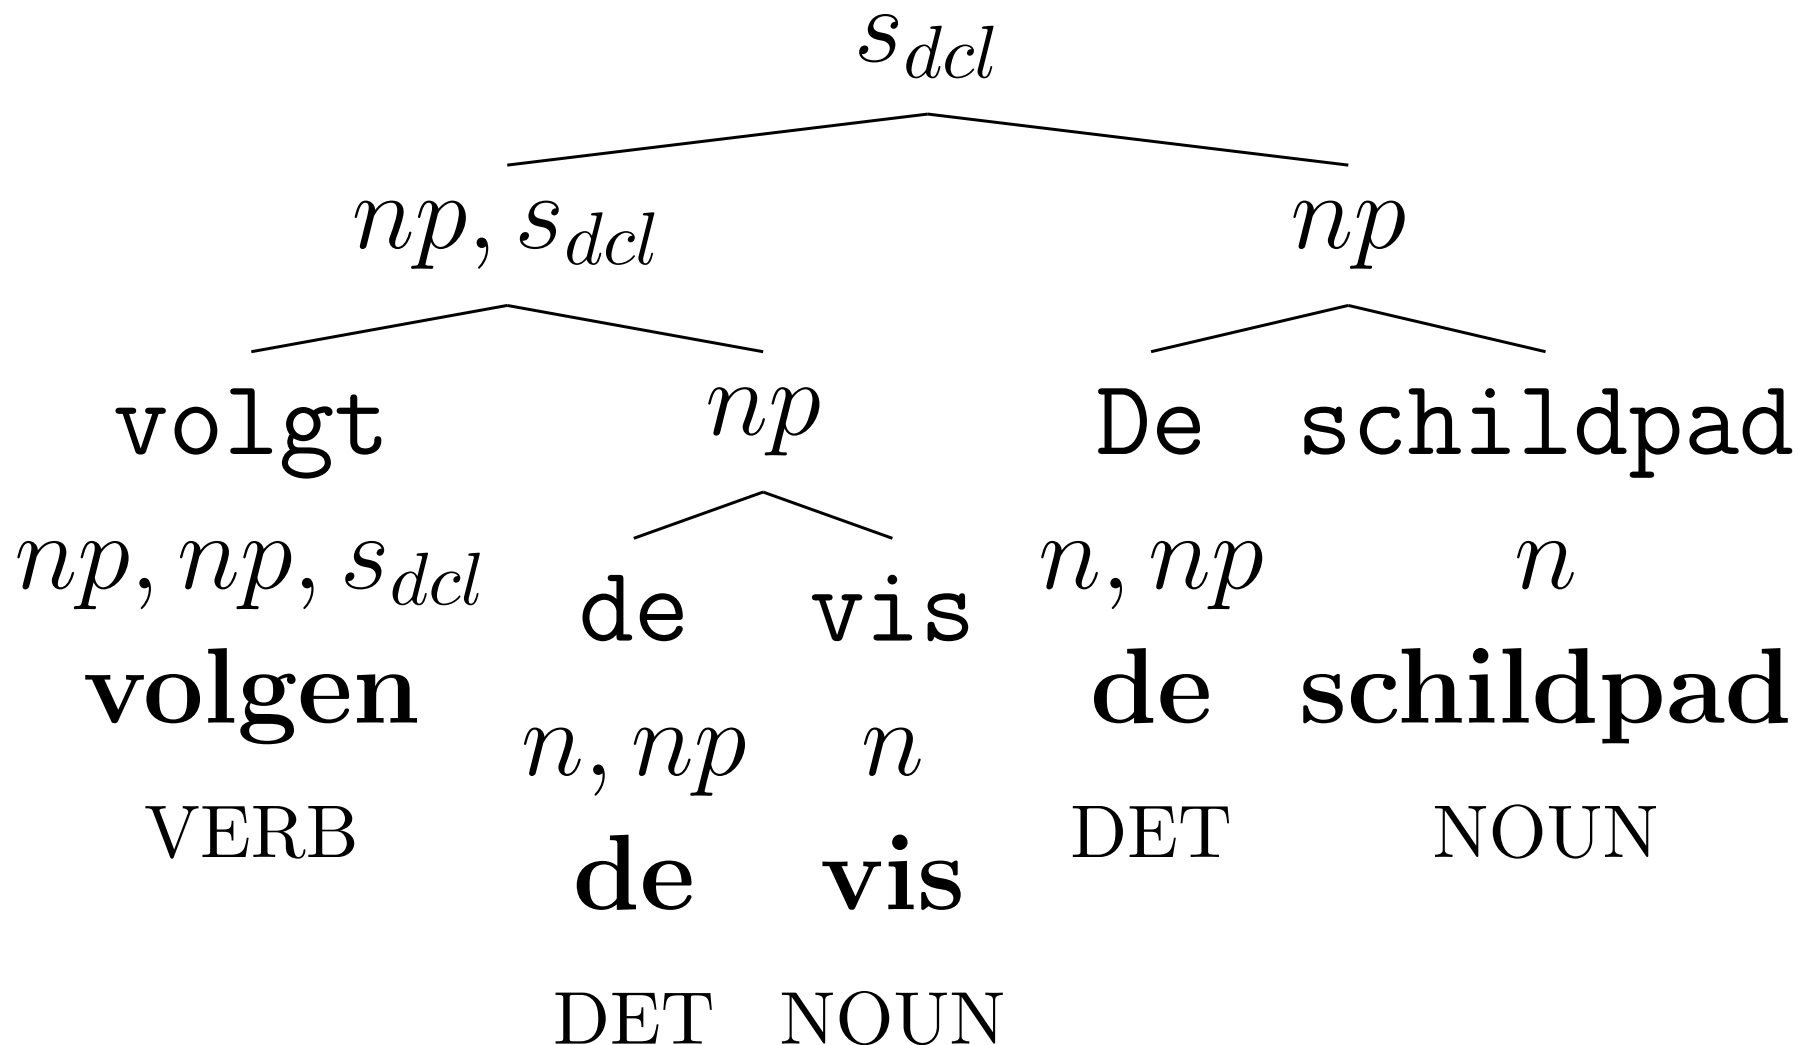 s_dcl
np, s_dcl np
volgt np De schildpad
np, np, s_dcl de vis n, np n
volgen n, np n de schildpad
VERB de vis DET NOUN
DET NOUN